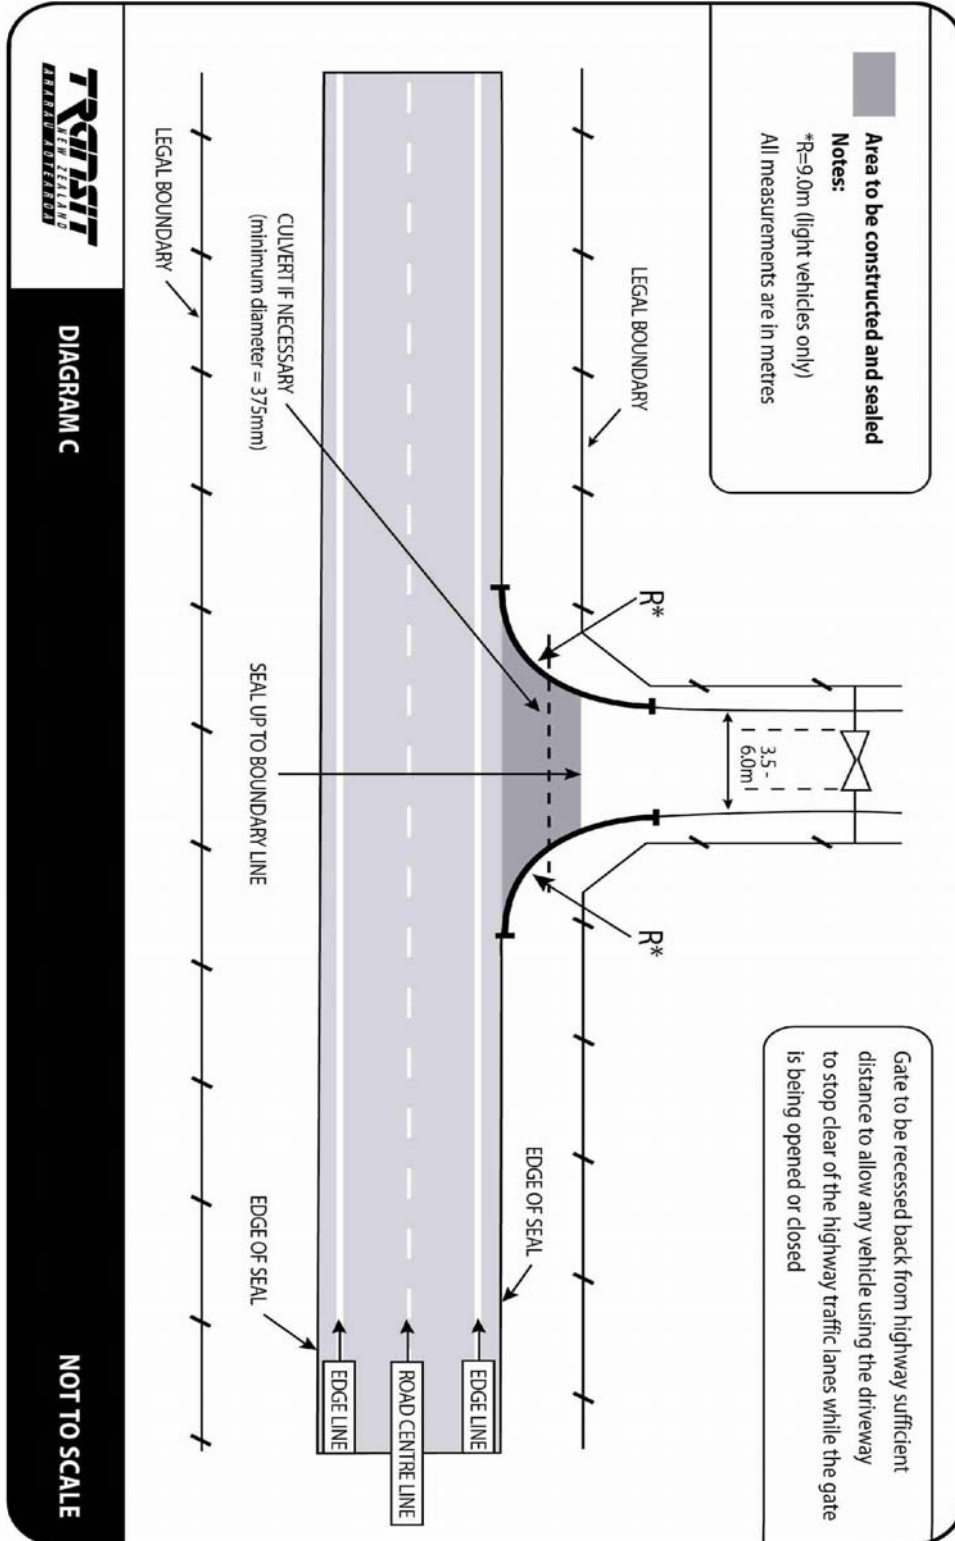 Area to be constructed and sealed
Notes:
*R=9.0m (light vehicles only)
All measurements are in metres
Gate to be recessed back from highway sufficient
distance to allow any vehicle using the driveway
to stop clear of the highway traffic lanes while the gate
is being opened or closed
3.5 -
6.0m
R*
R*
LEGAL BOUNDARY
EDGE OF SEAL
CULVERT IF NECESSARY
(minimum diameter = 375mm)
EDGE LINE
ROAD CENTRE LINE
EDGE LINE
SEAL UP TO BOUNDARY LINE
EDGE OF SEAL
LEGAL BOUNDARY
TRANSIT
NEW ZEALAND
ARARAU AOTEAROA
DIAGRAM C
NOT TO SCALE